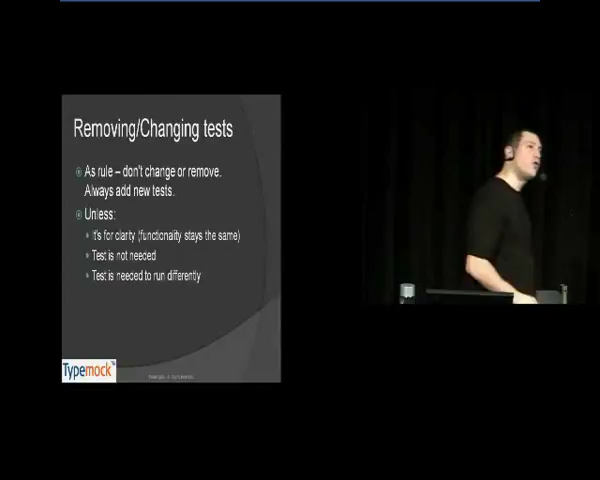 Removing/Changing tests
As rule – don't change or remove.
Always add new tests.
Unless:
It's for clarity (functionality stays the same)
Test is not needed
Test is needed to run differently
Typemock